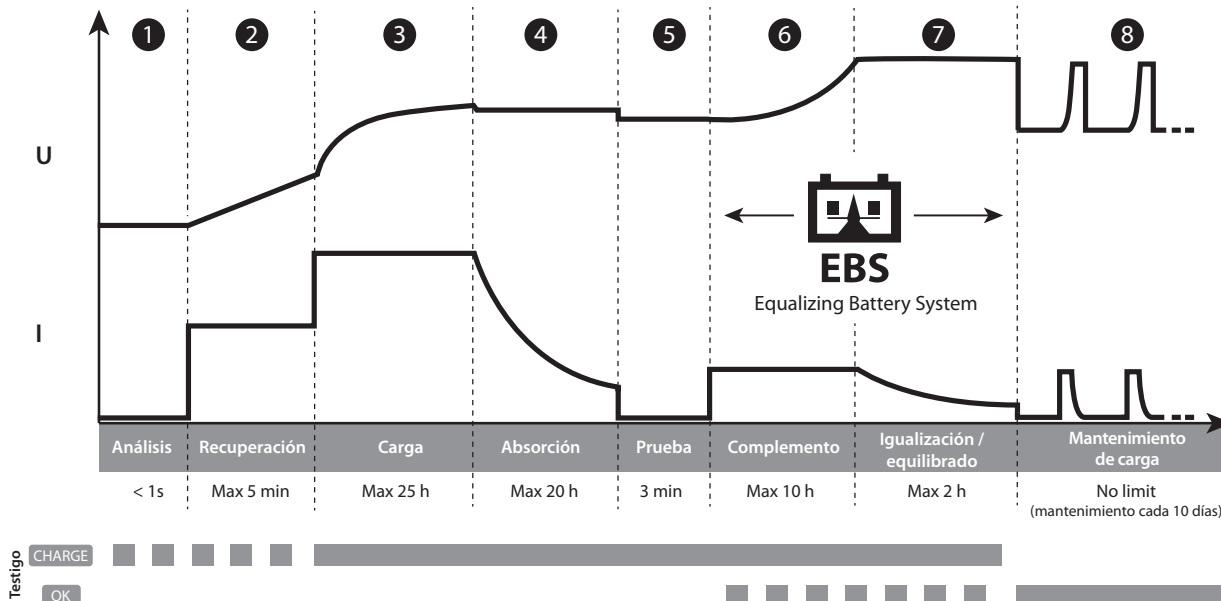 1 2 3 4 5 6 7 8
U
I
EBS
Equalizing Battery System
Análisis Recuperación Carga Absorción Prueba Complemento Igualización / equilibrado Mantenimiento de carga
< 1s Max 5 min Max 25 h Max 20 h 3 min Max 10 h Max 2 h No limit
(mantenimiento cada 10 días)
Testigo
CHARGE
OK